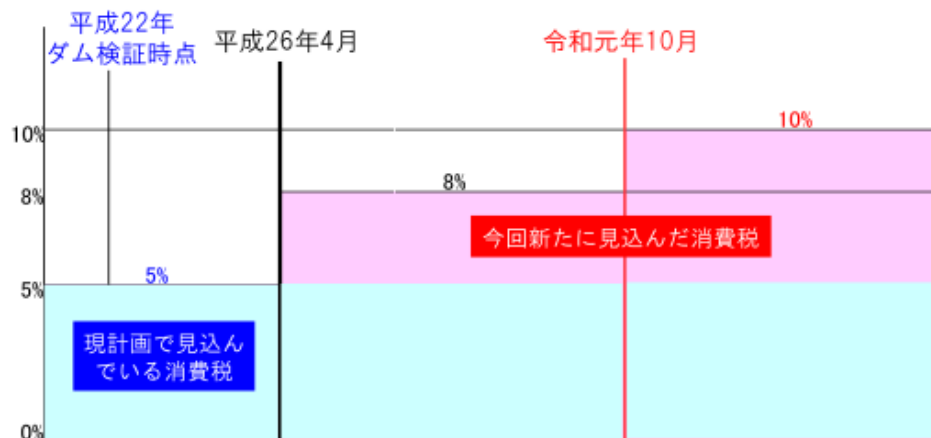 平成22年
ダム検証時点
平成26年4月
令和元年10月
10%
10%
8%
8%
今回新たに見込んだ消費税
5%
5%
現計画で見込ん
でいる消費税
0%